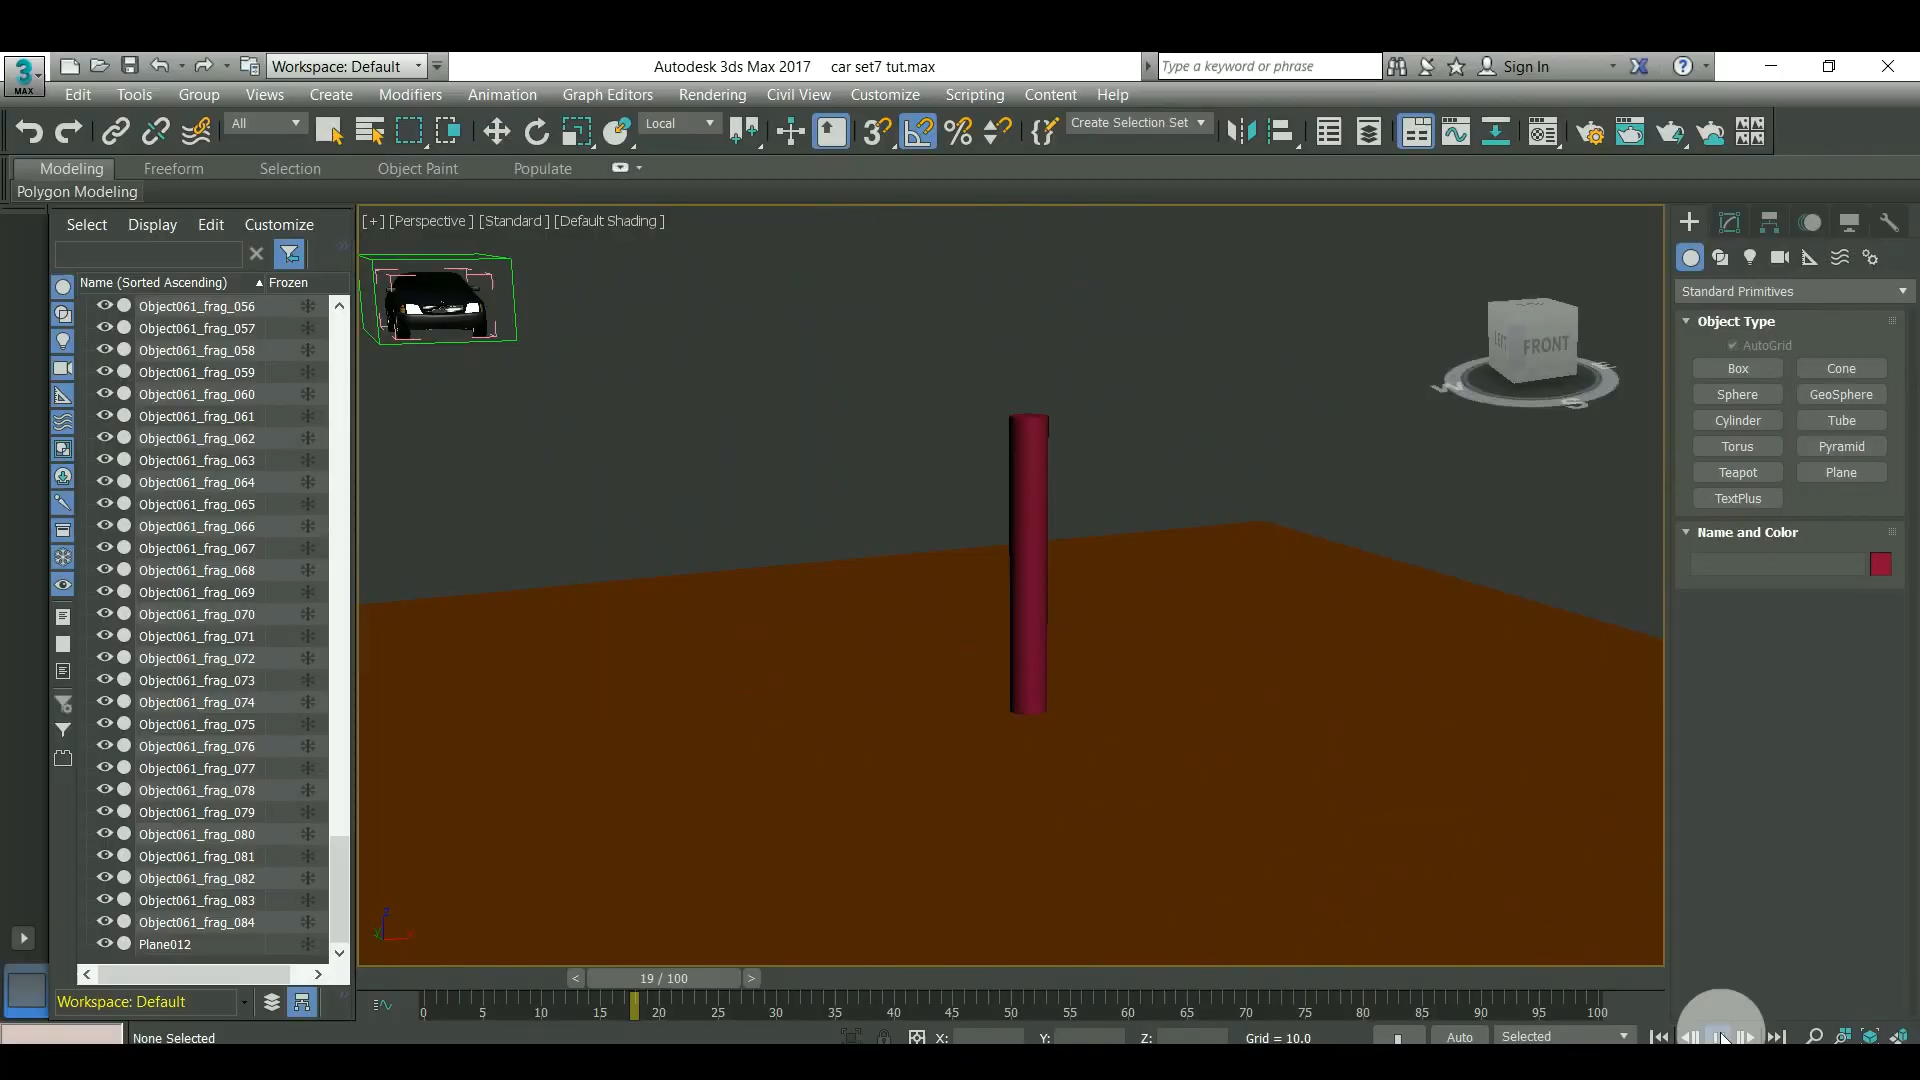 3
MAX
Workspace: Default
Autodesk 3ds Max 2017
car set7 tut.max
Type a keyword or phrase
Sign In
Edit
Tools
Group
Views
Create
Modifiers
Animation
Graph Editors
Rendering
Civil View
Customize
Scripting
Content
Help
All
Local
3
Create Selection Set
Modeling
Freeform
Selection
Object Paint
Populate
Polygon Modeling
Select
Display
Edit
Customize
Name (Sorted Ascending)
Frozen
Object061_frag_056
Object061_frag_057
Object061_frag_058
Object061_frag_059
Object061_frag_060
Object061_frag_061
Object061_frag_062
Object061_frag_063
Object061_frag_064
Object061_frag_065
Object061_frag_066
Object061_frag_067
Object061_frag_068
Object061_frag_069
Object061_frag_070
Object061_frag_071
Object061_frag_072
Object061_frag_073
Object061_frag_074
Object061_frag_075
Object061_frag_076
Object061_frag_077
Object061_frag_078
Object061_frag_079
Object061_frag_080
Object061_frag_081
Object061_frag_082
Object061_frag_083
Object061_frag_084
Plane012
Workspace: Default
None Selected
[+] [Perspective ] [Standard ] [Default Shading ]
LEFT
FRONT
W
S
Standard Primitives
Object Type
AutoGrid
Box
Cone
Sphere
GeoSphere
Cylinder
Tube
Torus
Pyramid
Teapot
Plane
TextPlus
Name and Color
< 19 / 100 >
0 5 10 15 20 25 30 35 40 45 50 55 60 65 70 75 80 85 90 95 100
X:
Y:
Z:
Grid = 10.0
Auto
Selected